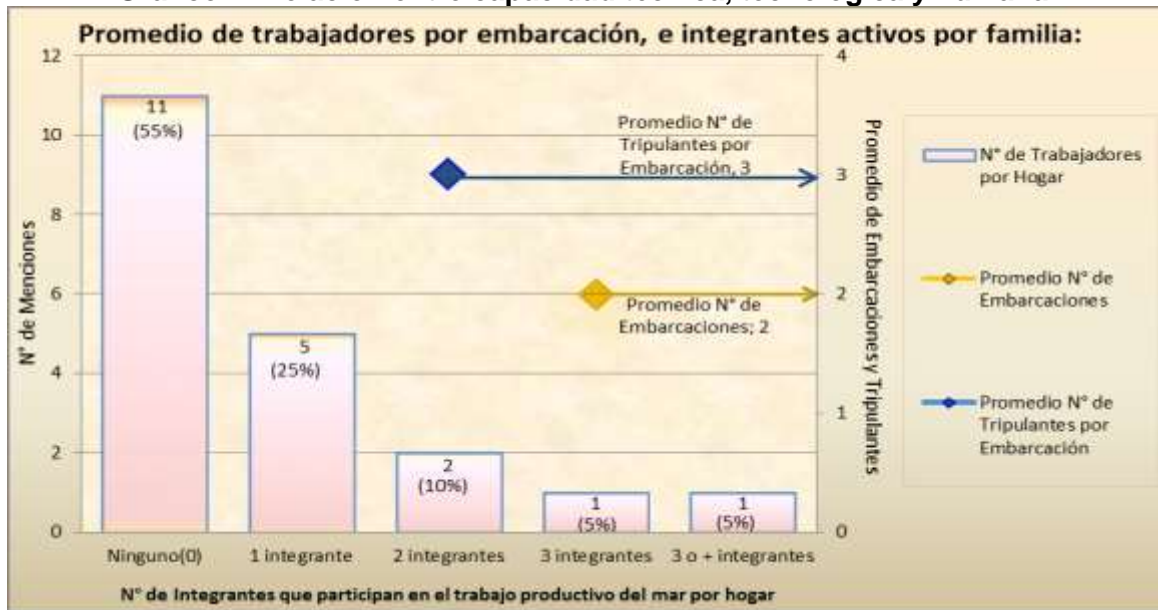 Promedio de trabajadores por embarcación, e integrantes activos por familia:
12
10
8
6
4
2
0
N° de Menciones
11
(55%)
5
(25%)
2
(10%)
1
(5%)
1
(5%)
Promedio N° de
Tripulantes por
Embarcación, 3
Promedio N° de
Embarcaciones; 2
4
3
2
1
0
Promedio de Embarcaciones y Tripulantes
Ninguno(0)
1 integrante
2 integrantes
3 integrantes
3 o + integrantes
N° de Integrantes que participan en el trabajo productivo del mar por hogar
N° de Trabajadores
por Hogar
Promedio N° de
Embarcaciones
Promedio N° de
Tripulantes por
Embarcación